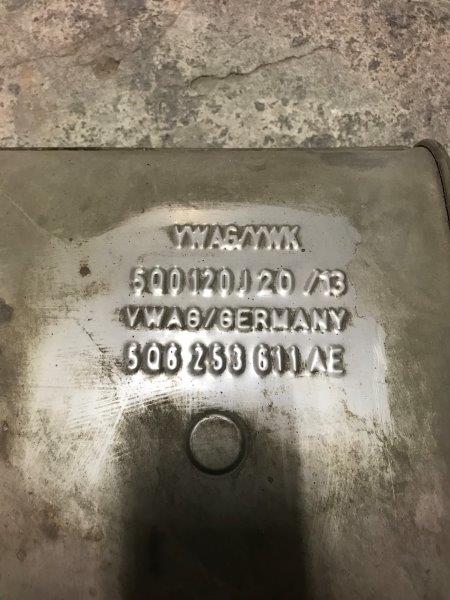 VWAG/VWK
5Q0120J 20 /13
VWAG/GERMANY
5Q6 253 611 AE